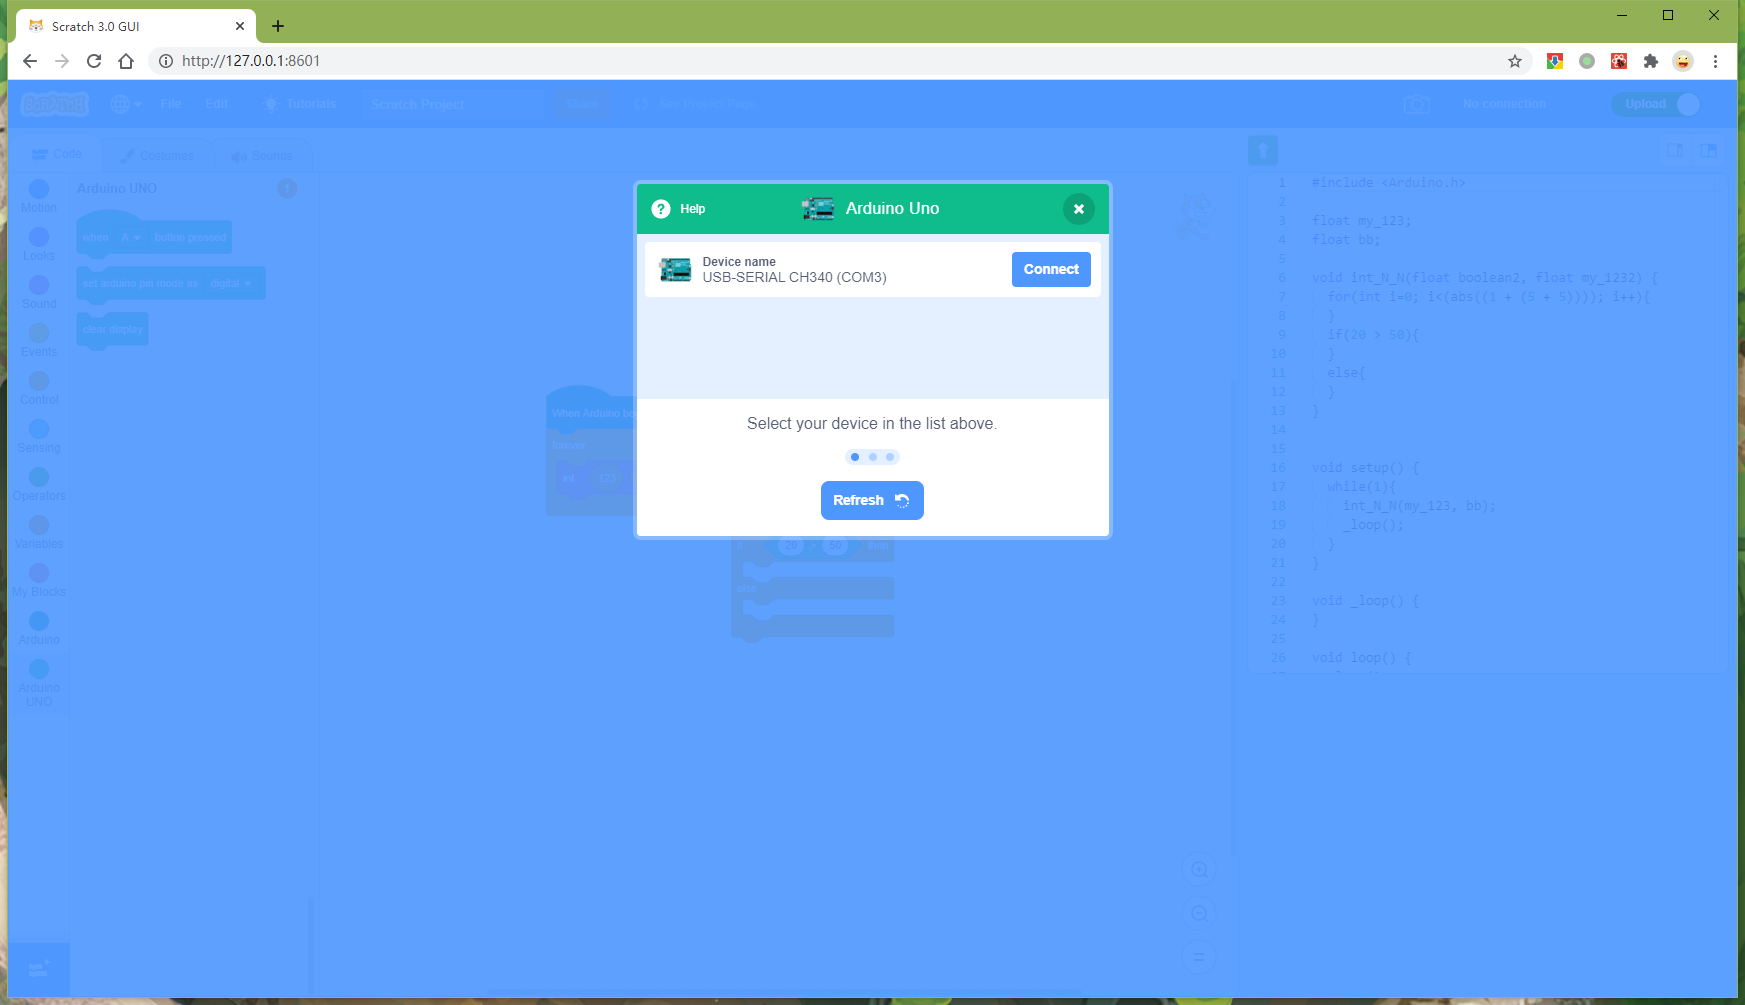 Scratch 3.0 GUI
http://127.0.0.1:8601
SCRATCH
File
Edit
Tutorials
Scratch Project
Share
See Project Page
No connection
Upload
Code
Costumes
Sounds
Motion
Looks
Sound
Events
Control
Sensing
Operators
Variables
My Blocks
Arduino
Arduino
UNO
Arduino UNO
when A button pressed
set arduino pin mode as digital
clear display
When Arduino be
forever
int 123
20 > 50
else
Help
Arduino Uno
Device name
USB-SERIAL CH340 (COM3)
Connect
Select your device in the list above.
Refresh
1 #include <Arduino.h>
2
3 float my_123;
4 float bb;
5
6 void int_N_N(float boolean2, float my_1232) {
7 for(int i=0; i<(abs((1 + (5 + 5)))); i++){
8 }
9 if(20 > 50){
10 }
11 else{
12 }
13 }
14
15
16 void setup() {
17 while(1){
18 int_N_N(my_123, bb);
19 _loop();
20 }
21 }
22
23 void _loop() {
24 }
25
26 void loop() {